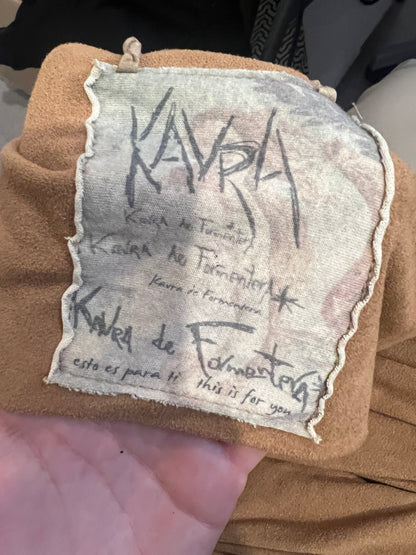 KAVRA
KAVRA de Formentera
KAVRA de Formentera
Kavra de Formentera
KAVRA de Formentera
esto es para ti this is for you